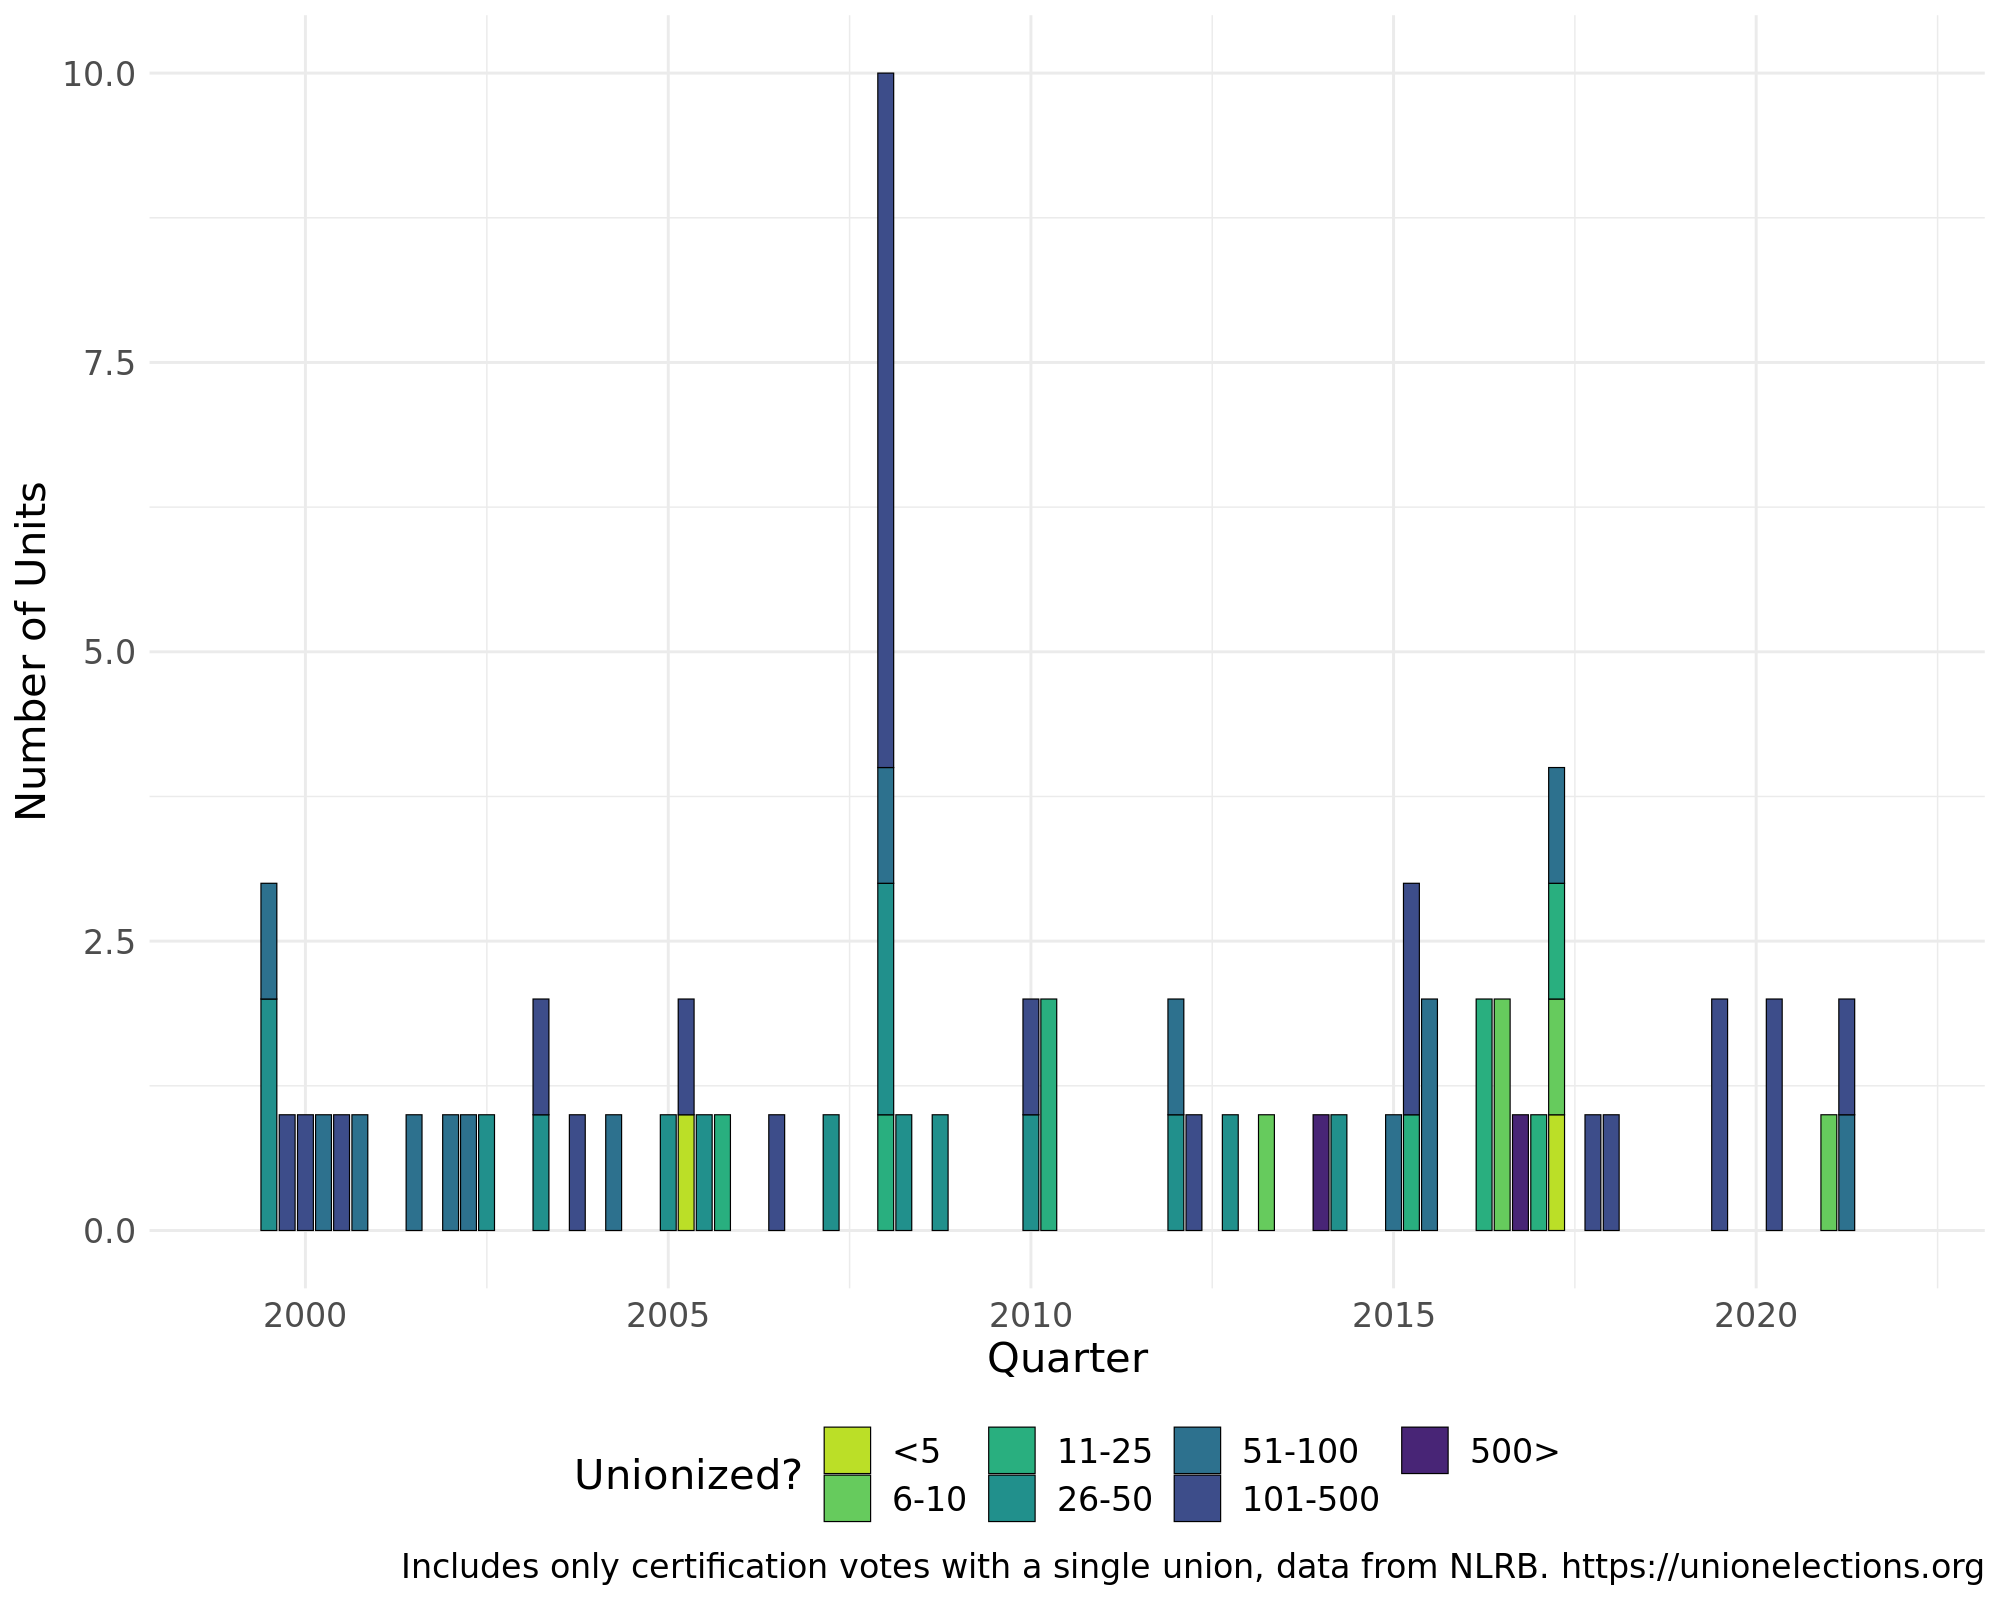 10.0
7.5
5.0
2.5
0.0
Number of Units
2000 2005 2010 2015 2020
Quarter
Unionized?
<5 11-25 51-100 500>
6-10 26-50 101-500
Includes only certification votes with a single union, data from NLRB. https://unionelections.org